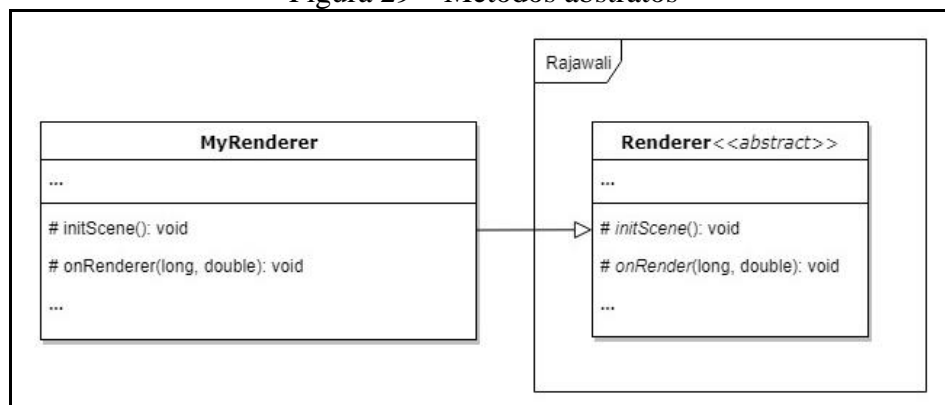 Figura 29 – Métodos abstratos
Rajawali
MyRenderer
...
# initScene(): void
# onRenderer(long, double): void
...
Renderer<<abstract>>
...
# initScene(): void
# onRender(long, double): void
...